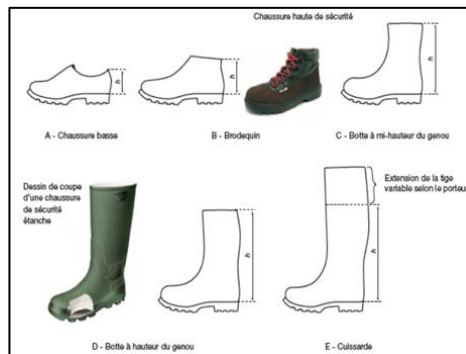 Chaussure haute de sécurité
h
h
h
A - Chaussure basse
B - Brodequin
C - Botte à mi-hauteur du genou
Dessin de coupe
d'une chaussure
de sécurité
étanche
Extension de la tige
variable selon le porteu
h
h
D - Botte à hauteur du genou
E - Cuissarde